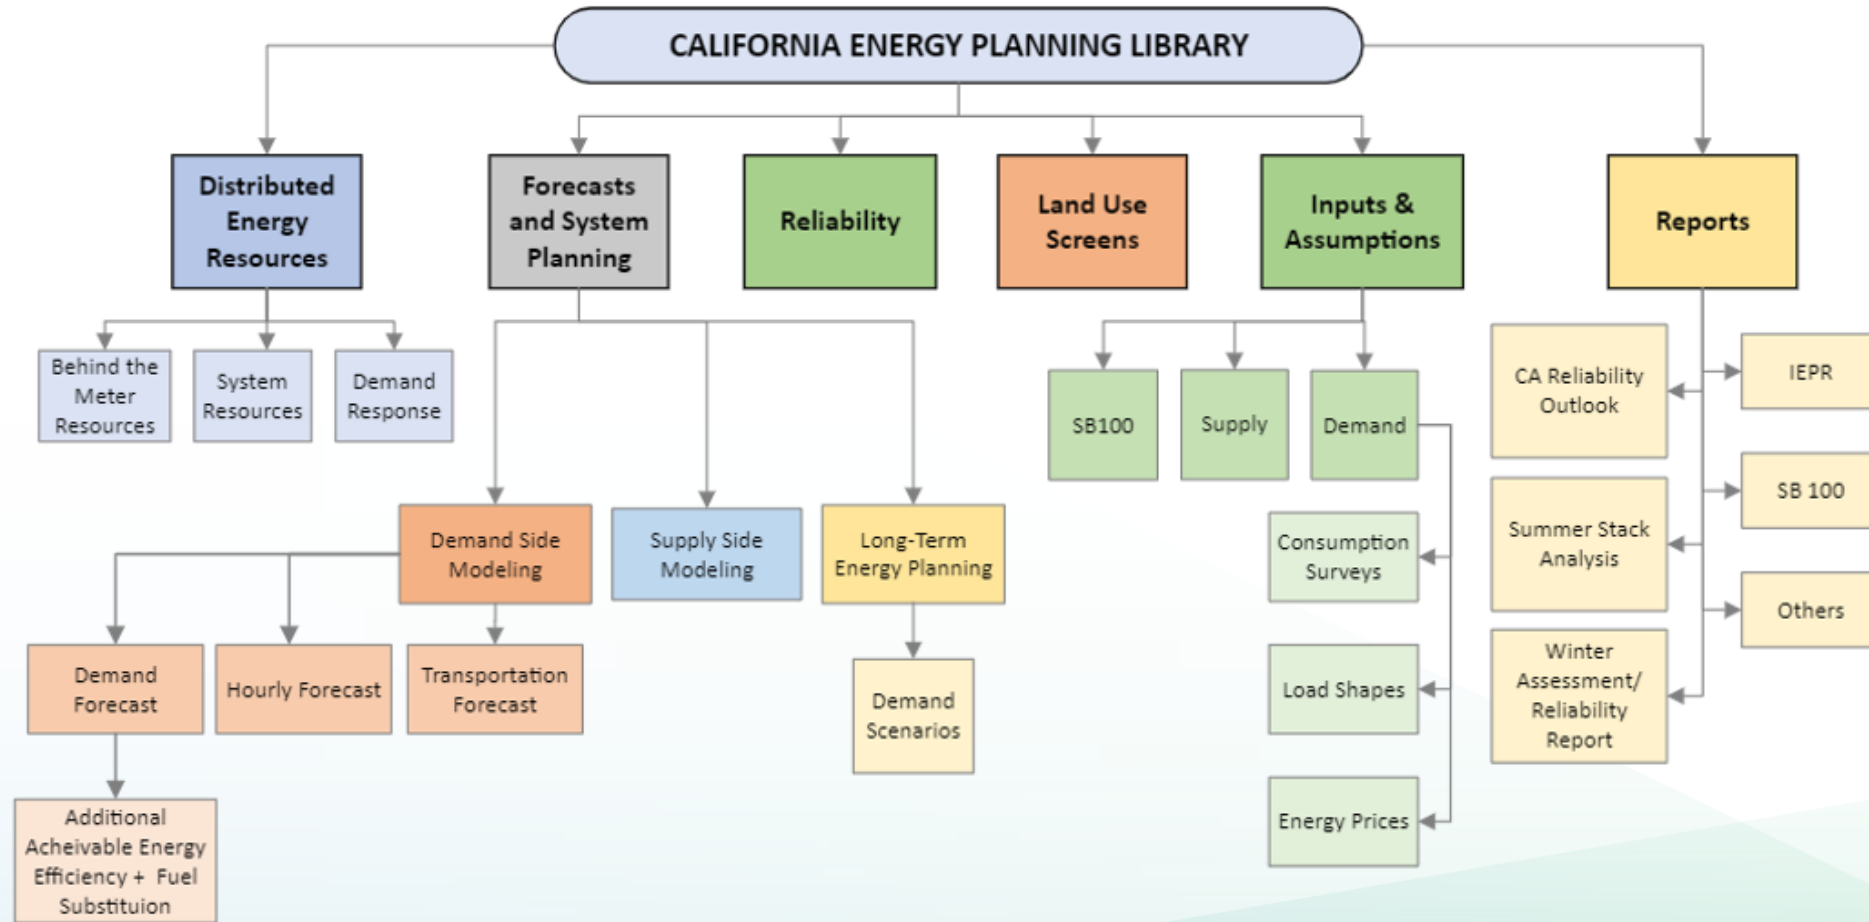 CALIFORNIA ENERGY PLANNING LIBRARY
Distributed
Energy
Resources
Forecasts
and System
Planning
Reliability
Land Use
Screens
Inputs &
Assumptions
Reports
Behind the
Meter
Resources
System
Resources
Demand
Response
Demand Side
Modeling
Supply Side
Modeling
Long-Term
Energy Planning
Demand
Forecast
Hourly Forecast
Transportation
Forecast
Demand
Scenarios
Additional
Acheivable Energy
Efficiency + Fuel
Substituion
SB100
Supply
Demand
Consumption
Surveys
Load Shapes
Energy Prices
CA Reliability
Outlook
IEPR
SB 100
Summer Stack
Analysis
Others
Winter
Assessment/
Reliability
Report